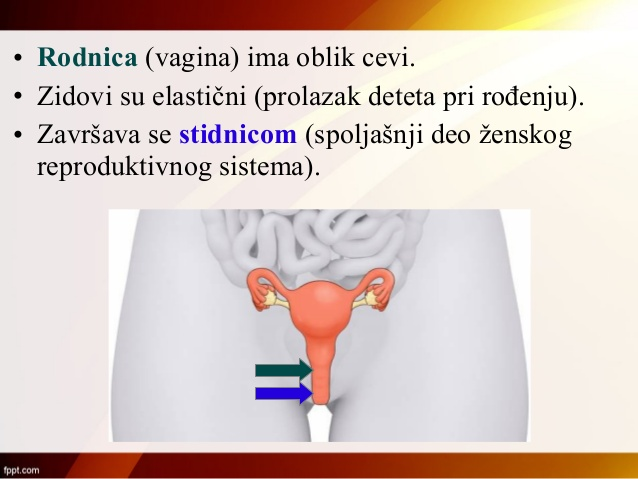 • Rodnica (vagina) ima oblik cevi.
• Zidovi su elastični (prolazak deteta pri rođenju).
• Završava se stidnicom (spoljašnji deo ženskog
reproduktivnog sistema).
fppt.com